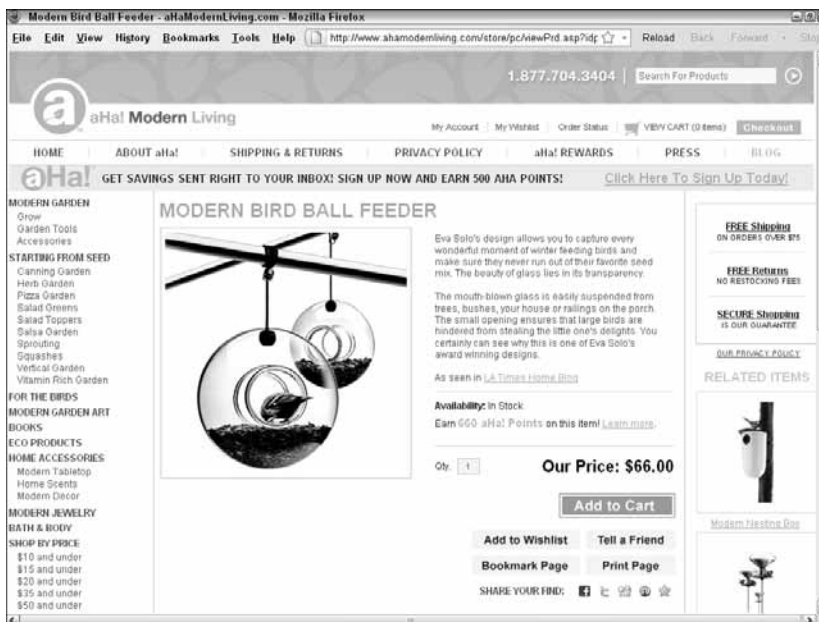 Modern Bird Ball Feeder - aHaModernLiving.com - Mozilla Firefox
File Edit View History Bookmarks Tools Help http://www.ahamodernliving.com/store/pc/viewPrd.asp?idp Reload Back Forward Stop
1.877.704.3404 Search For Products
a
aHa! Modern Living
My Account My Wishlist Order Status VIEW CART (0 items) Checkout
HOME ABOUT aHa! SHIPPING & RETURNS PRIVACY POLICY aHa! REWARDS PRESS BLOG
aHa! GET SAVINGS SENT RIGHT TO YOUR INBOX! SIGN UP NOW AND EARN 500 AHA POINTS! Click Here To Sign Up Today!
MODERN GARDEN
Grow
Garden Tools
Accessories
STARTING FROM SEED
Canning Garden
Herb Garden
Pizza Garden
Salad Greens
Salad Toppers
Salsa Garden
Sprouting
Squashes
Vertical Garden
Vitamin Rich Garden
FOR THE BIRDS
MODERN GARDEN ART
BOOKS
ECO PRODUCTS
HOME ACCESSORIES
Modern Tabletop
Home Scents
Modern Decor
MODERN JEWELRY
BATH & BODY
SHOP BY PRICE
$10 and under
$15 and under
$20 and under
$35 and under
$50 and under
MODERN BIRD BALL FEEDER
Eva Solo's design allows you to capture every
wonderful moment of winter feeding birds and
make sure they never run out of their favorite seed
mix. The beauty of glass lies in its transparency.
The mouth-blown glass is easily suspended from
trees, bushes, your house or railings on the porch.
The small opening ensures that large birds are
hindered from stealing the little one's delights. You
certainly can see why this is one of Eva Solo's
award winning designs.
As seen in LA Times Home Blog
Availability: In Stock
Earn 660 aHa! Points on this item! Learn more.
Qty. 1 Our Price: $66.00
Add to Cart
Add to Wishlist Tell a Friend
Bookmark Page Print Page
SHARE YOUR FIND:
FREE Shipping
ON ORDERS OVER $75
FREE Returns
NO RESTOCKING FEES
SECURE Shopping
IS OUR GUARANTEE
OUR PRIVACY POLICY
RELATED ITEMS
Modern Nesting Box